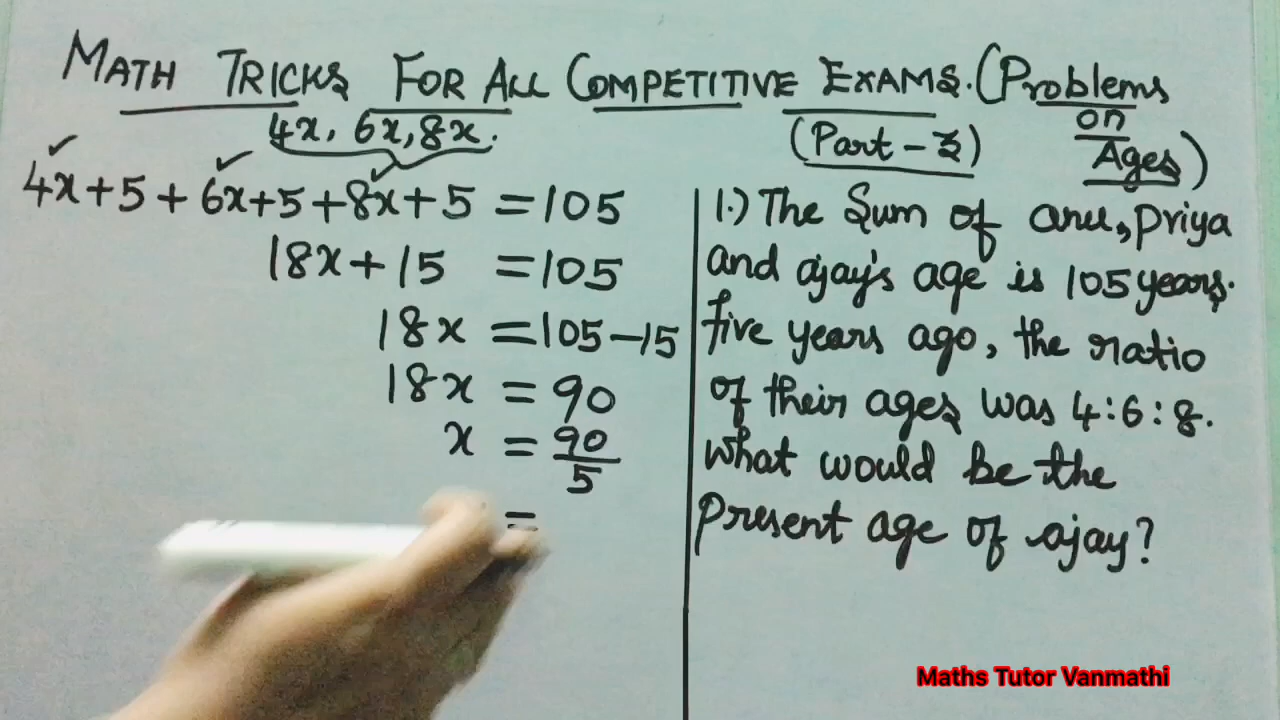 MATH TRICKS FOR ALL COMPETITIVE EXAMS. (Problems on Ages)
(Part - 3)
4x, 6x, 8x.
4x+5 + 6x+5 + 8x+5 = 105
18x + 15 = 105
18x = 105 - 15
18x = 90
x = 90/5
=
1.) The Sum of anu, priya
and ajay's age is 105 years.
five years ago, the ratio
of their ages was 4:6:8.
what would be the
present age of ajay?
Maths Tutor Vanmathi